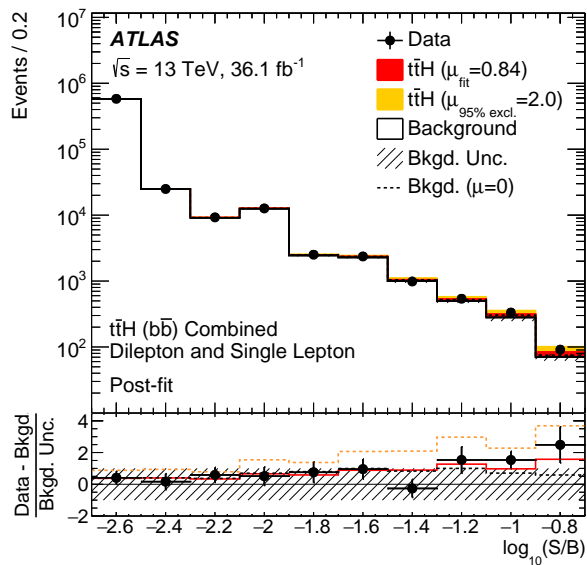 Events / 0.2
10⁷
10⁶
10⁵
10⁴
10³
10²
ATLAS
√s = 13 TeV, 36.1 fb⁻¹
Data
tt̄H (μ_fit=0.84)
tt̄H (μ_95% excl.=2.0)
Background
Bkgd. Unc.
Bkgd. (μ=0)
tt̄H (bb̄) Combined
Dilepton and Single Lepton
Post-fit
Data - Bkgd
Bkgd. Unc.
4
2
0
−2
−2.6 −2.4 −2.2 −2 −1.8 −1.6 −1.4 −1.2 −1 −0.8
log₁₀(S/B)